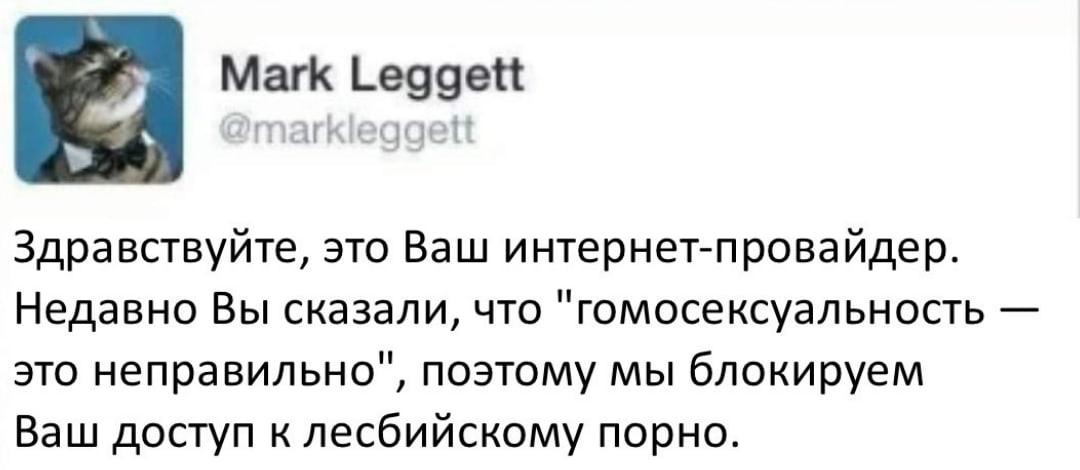 Mark Leggett
@markleggett
Здравствуйте, это Ваш интернет-провайдер.
Недавно Вы сказали, что "гомосексуальность —
это неправильно", поэтому мы блокируем
Ваш доступ к лесбийскому порно.